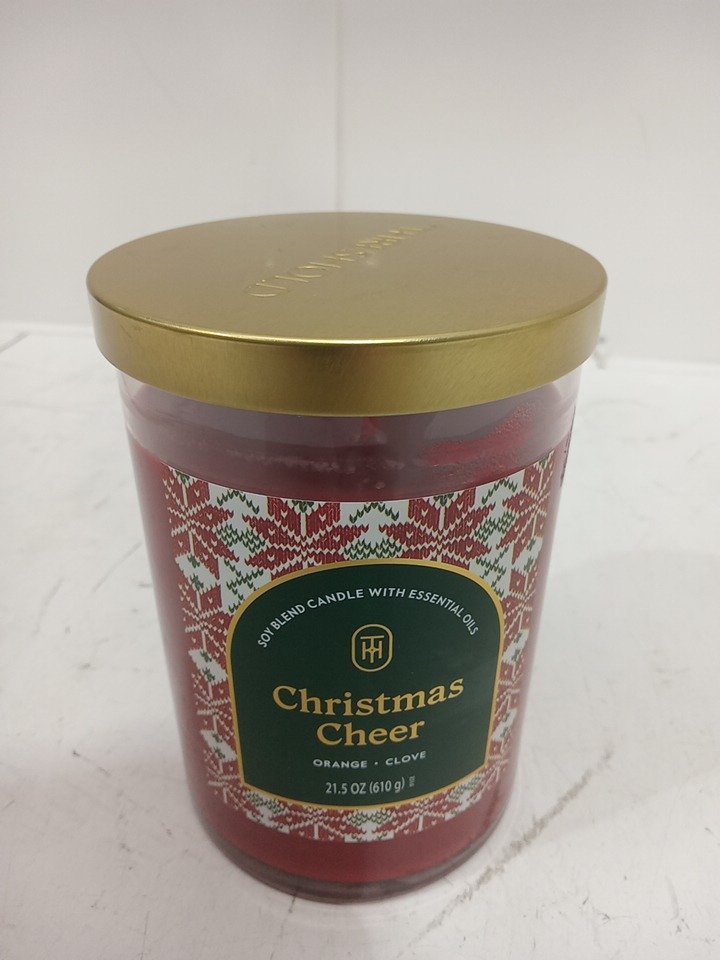 SOY BLEND CANDLE WITH ESSENTIAL OILS
Christmas
Cheer
ORANGE • CLOVE
21.5 OZ (610 g)